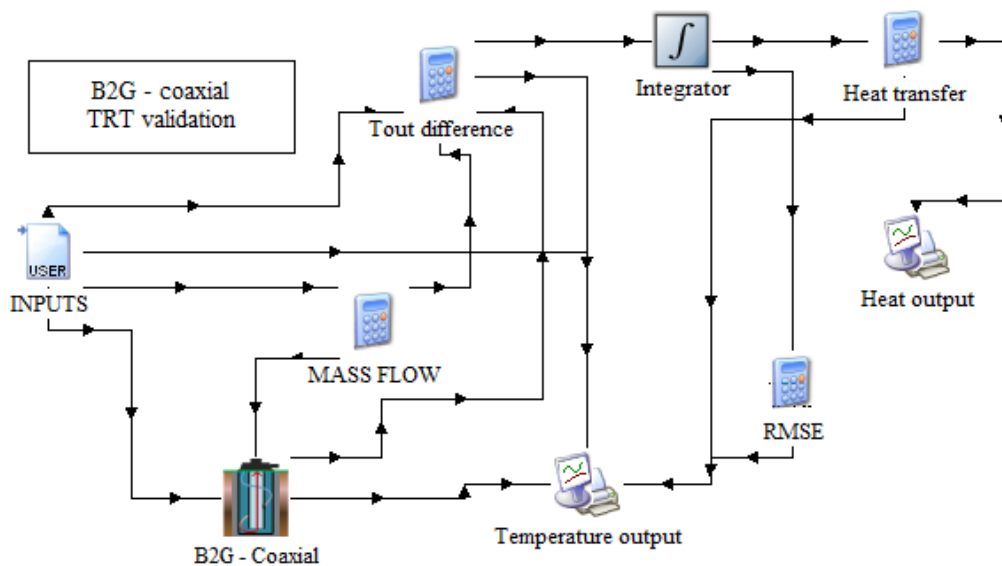 B2G - coaxial
TRT validation
Tout difference
Integrator
Heat transfer
USER
INPUTS
MASS FLOW
Heat output
RMSE
B2G - Coaxial
Temperature output